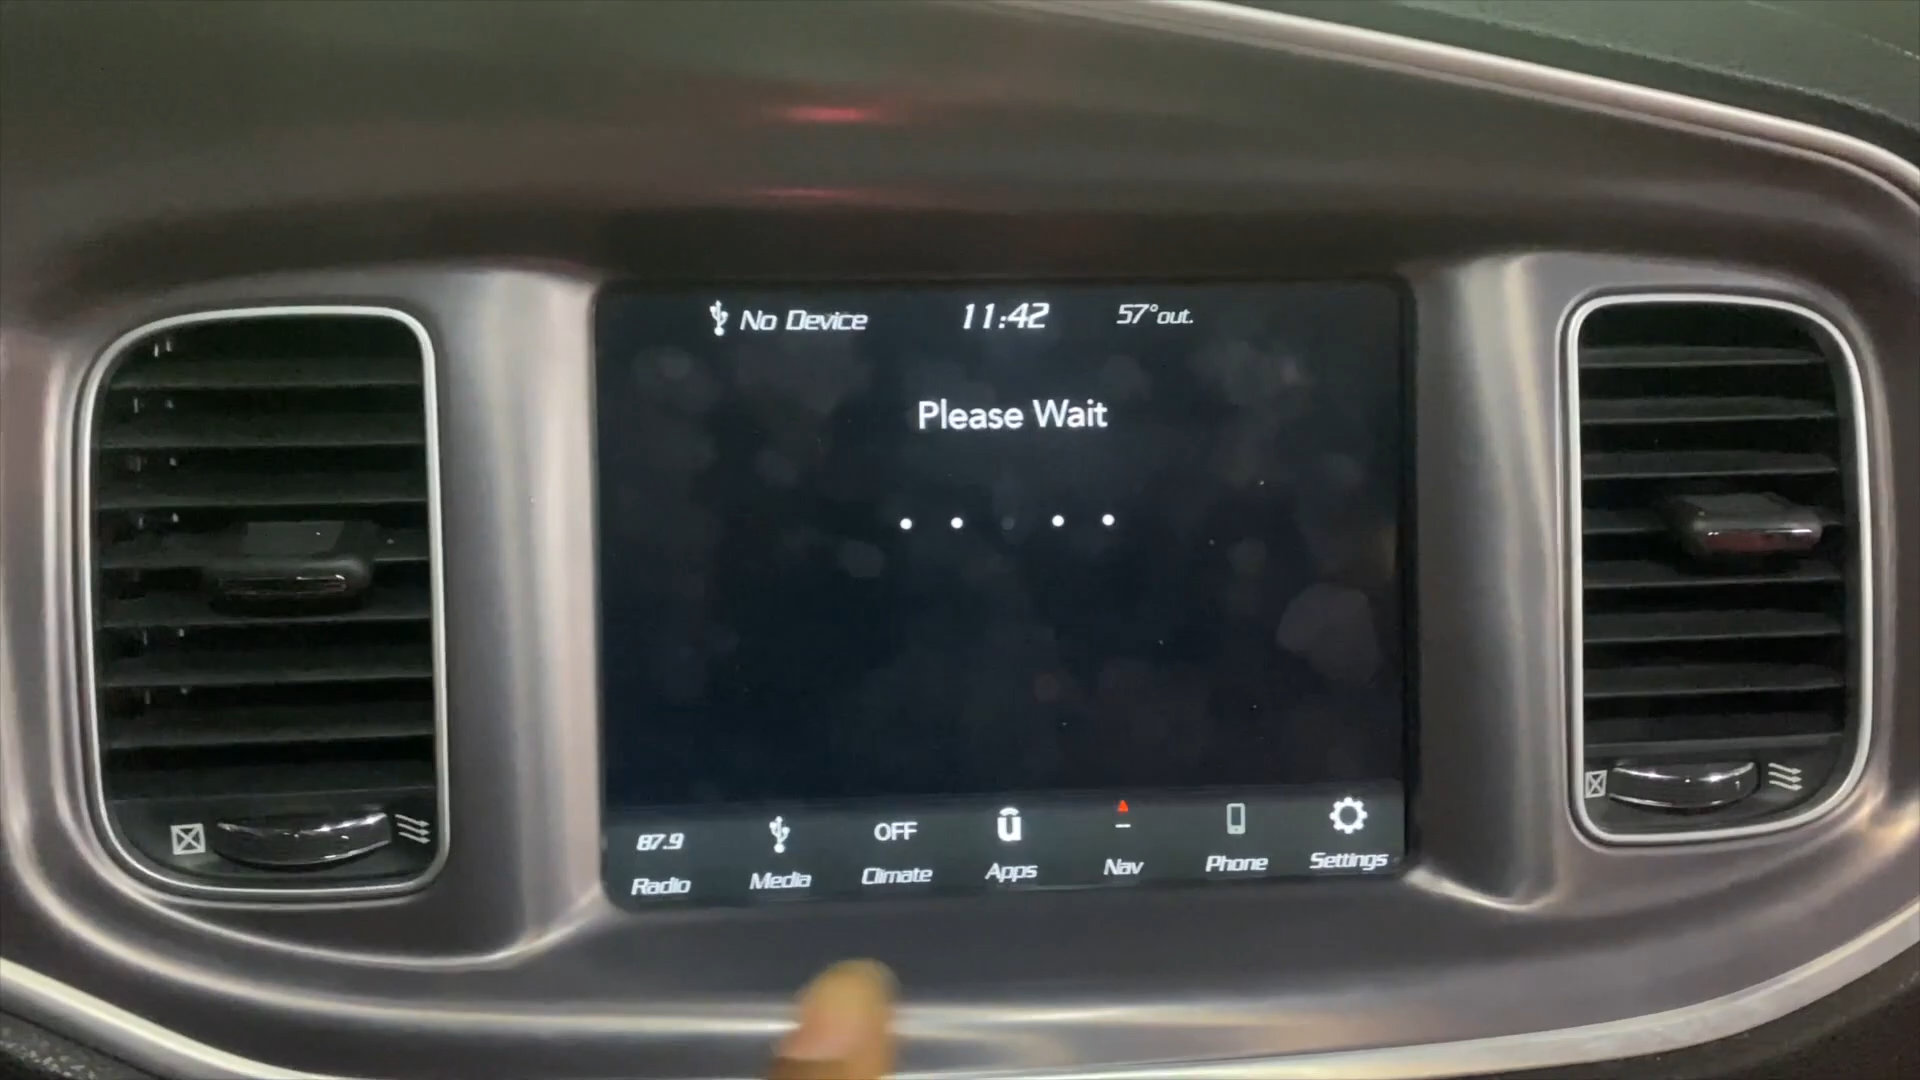 No Device 11:42 57°out.
Please Wait
87.9 OFF
Radio Media Climate Apps Nav Phone Settings